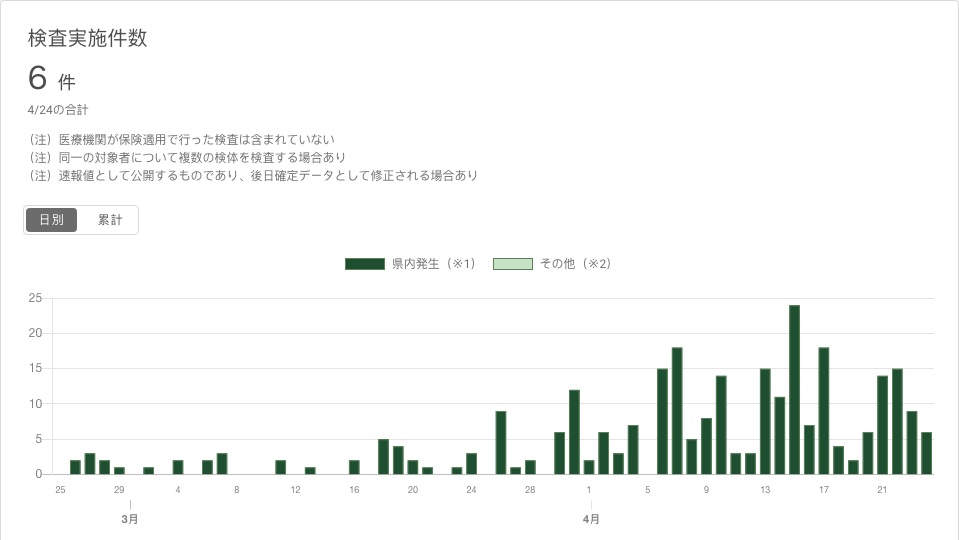 検査実施件数
6 件
4/24の合計
（注）医療機関が保険適用で行った検査は含まれていない
（注）同一の対象者について複数の検体を検査する場合あり
（注）速報値として公開するものであり、後日確定データとして修正される場合あり
日別 累計
県内発生（※1） その他（※2）
25
20
15
10
5
0
25 29 4 8 12 16 20 24 28 1 5 9 13 17 21
3月 4月